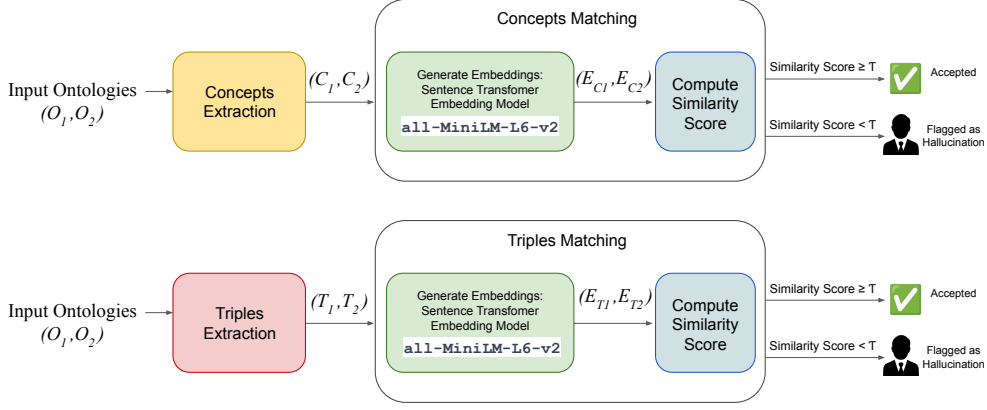 Concepts Matching
Input Ontologies
(O1,O2)
Concepts
Extraction
(C1,C2)
Generate Embeddings:
Sentence Transfomer
Embedding Model
all-MiniLM-L6-v2
(EC1,EC2)
Compute
Similarity
Score
Similarity Score ≥ T
Accepted
Similarity Score < T
Flagged as
Hallucination
Triples Matching
Input Ontologies
(O1,O2)
Triples
Extraction
(T1,T2)
Generate Embeddings:
Sentence Transfomer
Embedding Model
all-MiniLM-L6-v2
(ET1,ET2)
Compute
Similarity
Score
Similarity Score ≥ T
Accepted
Similarity Score < T
Flagged as
Hallucination